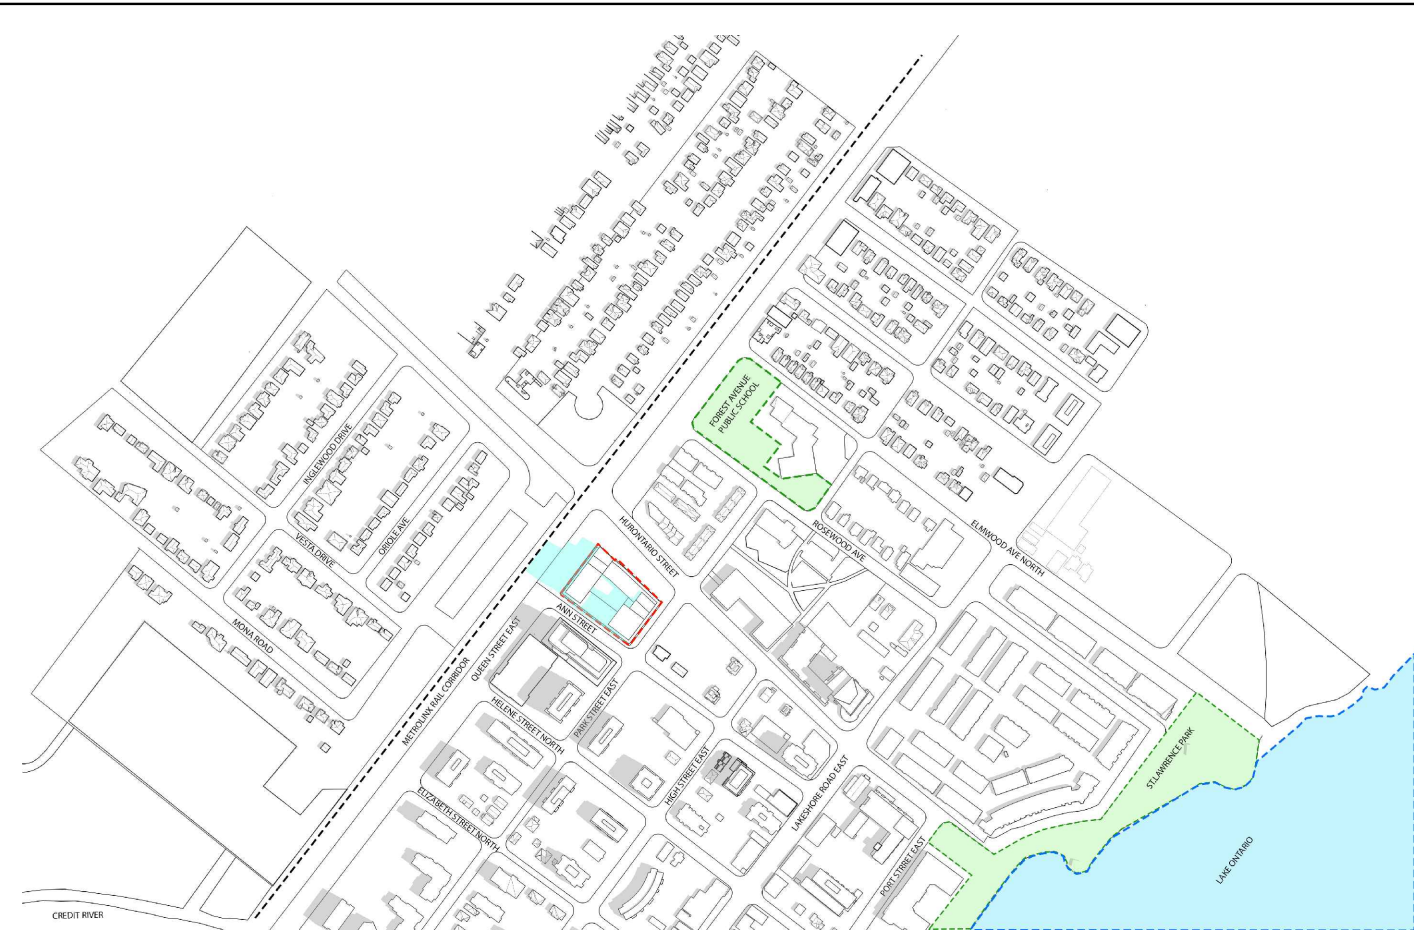 FOREST AVENUE
PUBLIC SCHOOL
INGLEWOOD DRIVE
ORIOLE AVE
VESTA DRIVE
HURONTARIO STREET
ROSEWOOD AVE
ELMWOOD AVE NORTH
ANN STREET
MONA ROAD
QUEEN STREET EAST
METROLINX RAIL CORRIDOR
HELENE STREET NORTH
PARK STREET EAST
HIGH STREET EAST
LAKESHORE ROAD EAST
ST.LAWRENCE PARK
ELIZABETH STREET NORTH
PORT STRRET EAST
LAKE ONTARIO
CREDIT RIVER